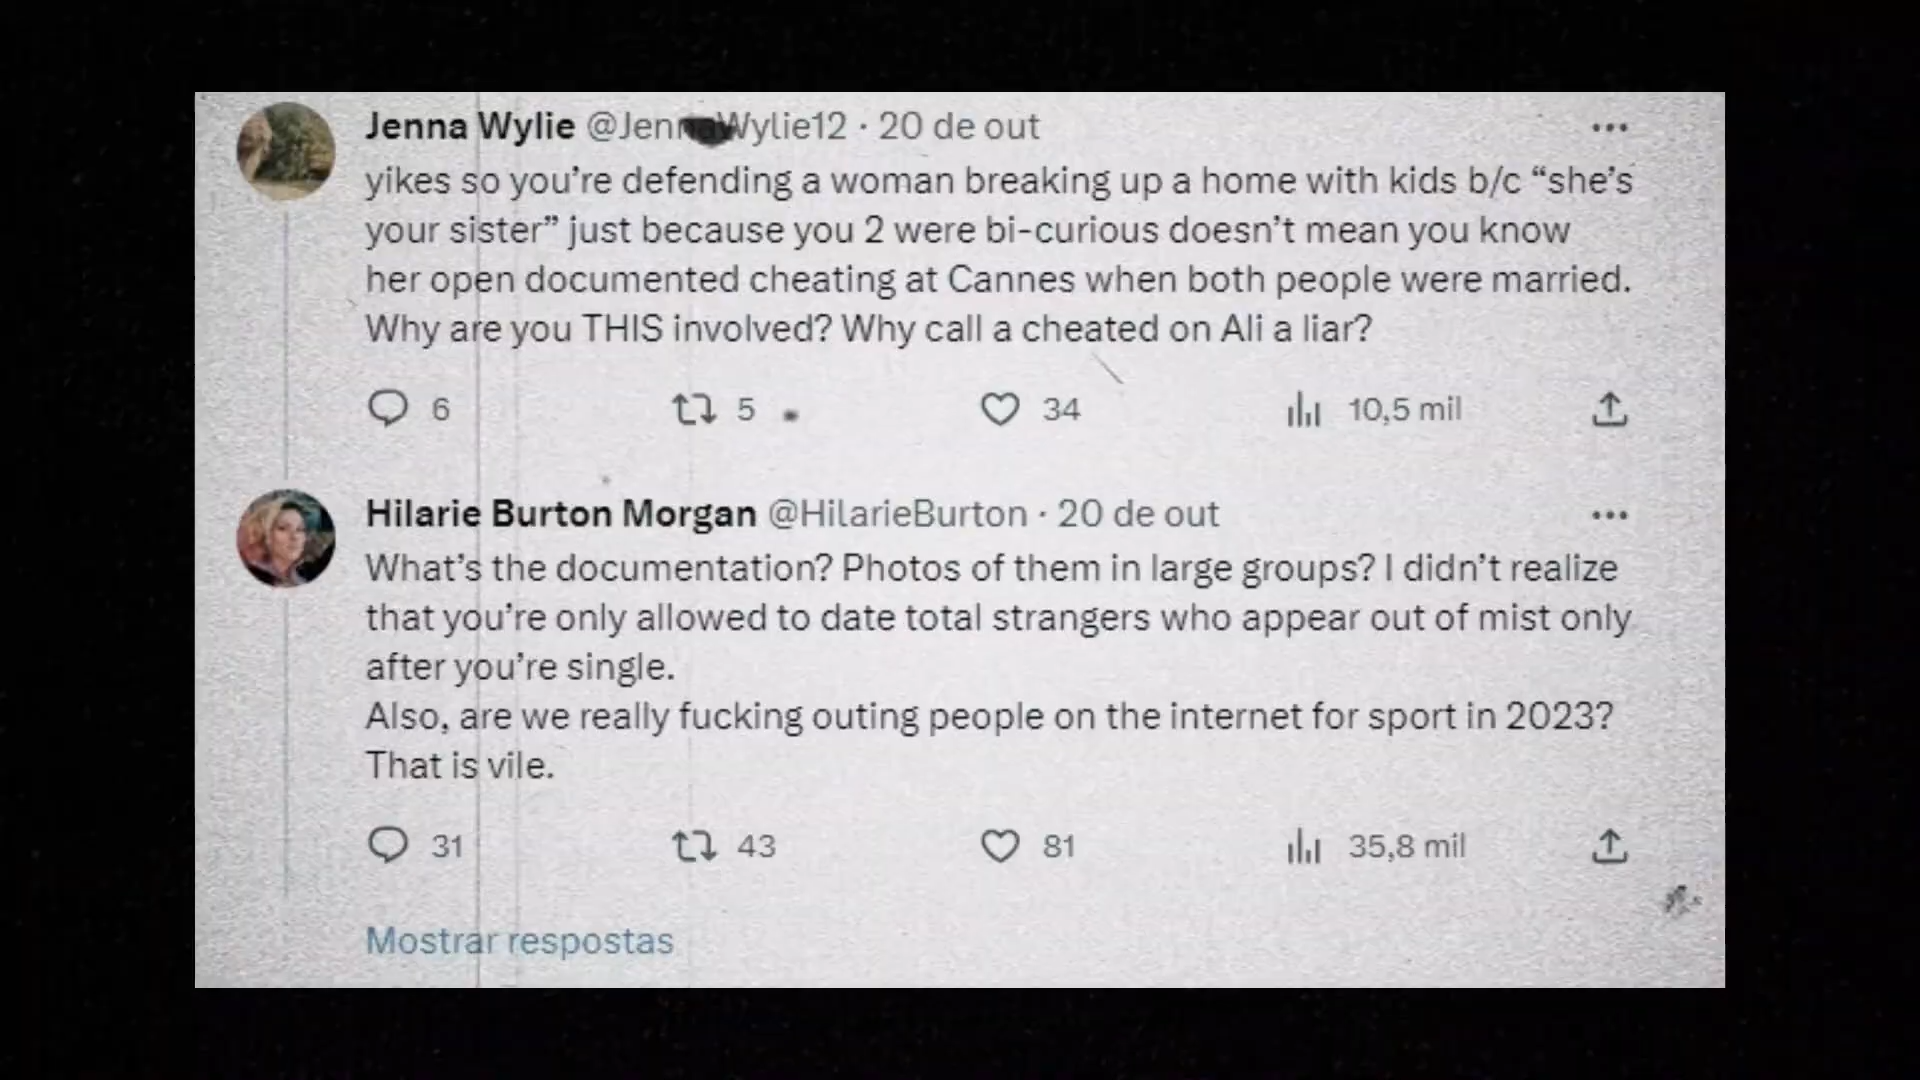 Jenna Wylie @JennaWylie12 · 20 de out
yikes so you're defending a woman breaking up a home with kids b/c “she's
your sister” just because you 2 were bi-curious doesn't mean you know
her open documented cheating at Cannes when both people were married.
Why are you THIS involved? Why call a cheated on Ali a liar?
6 5 34 10,5 mil
Hilarie Burton Morgan @HilarieBurton · 20 de out
What's the documentation? Photos of them in large groups? I didn't realize
that you're only allowed to date total strangers who appear out of mist only
after you're single.
Also, are we really fucking outing people on the internet for sport in 2023?
That is vile.
31 43 81 35,8 mil
Mostrar respostas